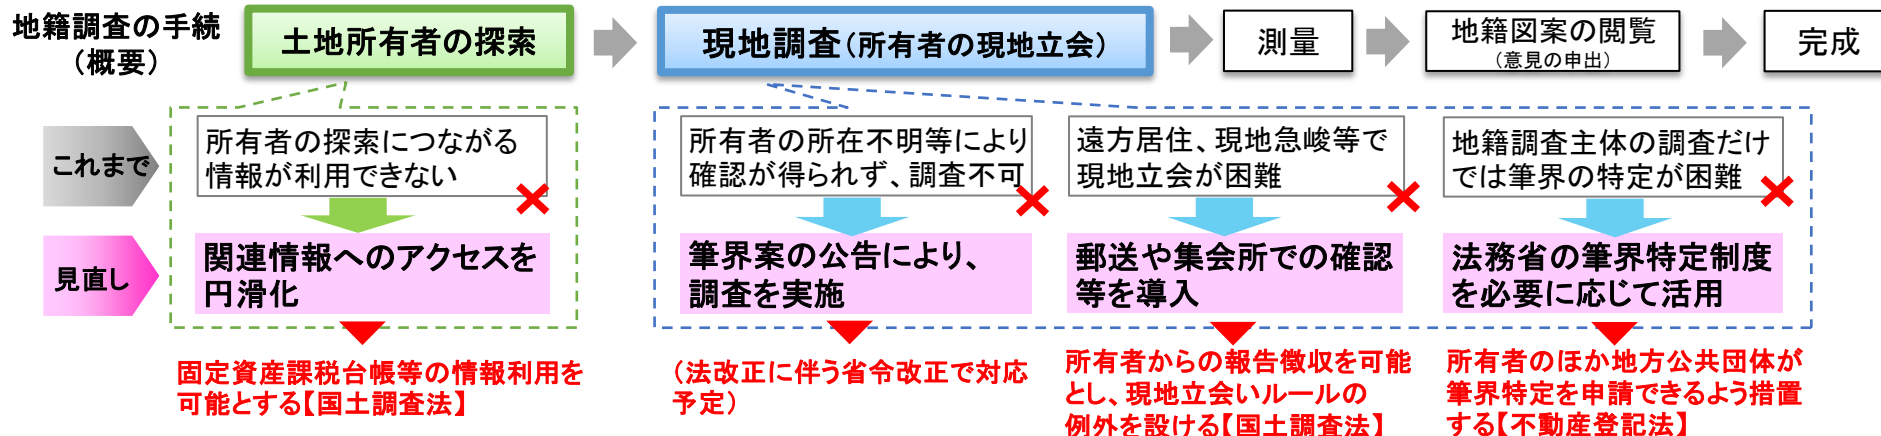 地籍調査の手続
（概要）
土地所有者の探索
現地調査（所有者の現地立会）
測量
地籍図案の閲覧
（意見の申出）
完成
これまで
所有者の探索につながる
情報が利用できない
所有者の所在不明等により
確認が得られず、調査不可
遠方居住、現地急峻等で
現地立会が困難
地籍調査主体の調査だけ
では筆界の特定が困難
見直し
関連情報へのアクセスを
円滑化
筆界案の公告により、
調査を実施
郵送や集会所での確認
等を導入
法務省の筆界特定制度
を必要に応じて活用
固定資産課税台帳等の情報利用を
可能とする【国土調査法】
（法改正に伴う省令改正で対応
予定）
所有者からの報告徴収を可能
とし、現地立会いルールの
例外を設ける【国土調査法】
所有者のほか地方公共団体が
筆界特定を申請できるよう措置
する【不動産登記法】